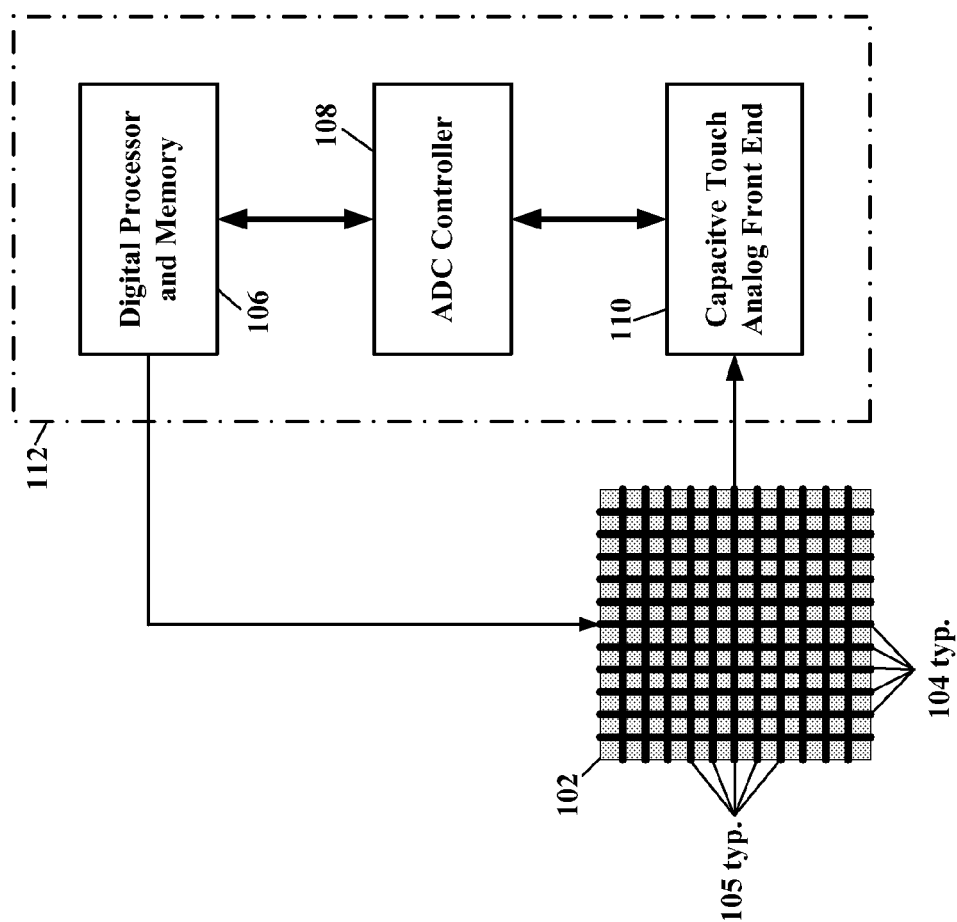 112
Digital Processor
and Memory
106
108
ADC Controller
102
110
Capacitve Touch
Analog Front End
105 typ.
104 typ.